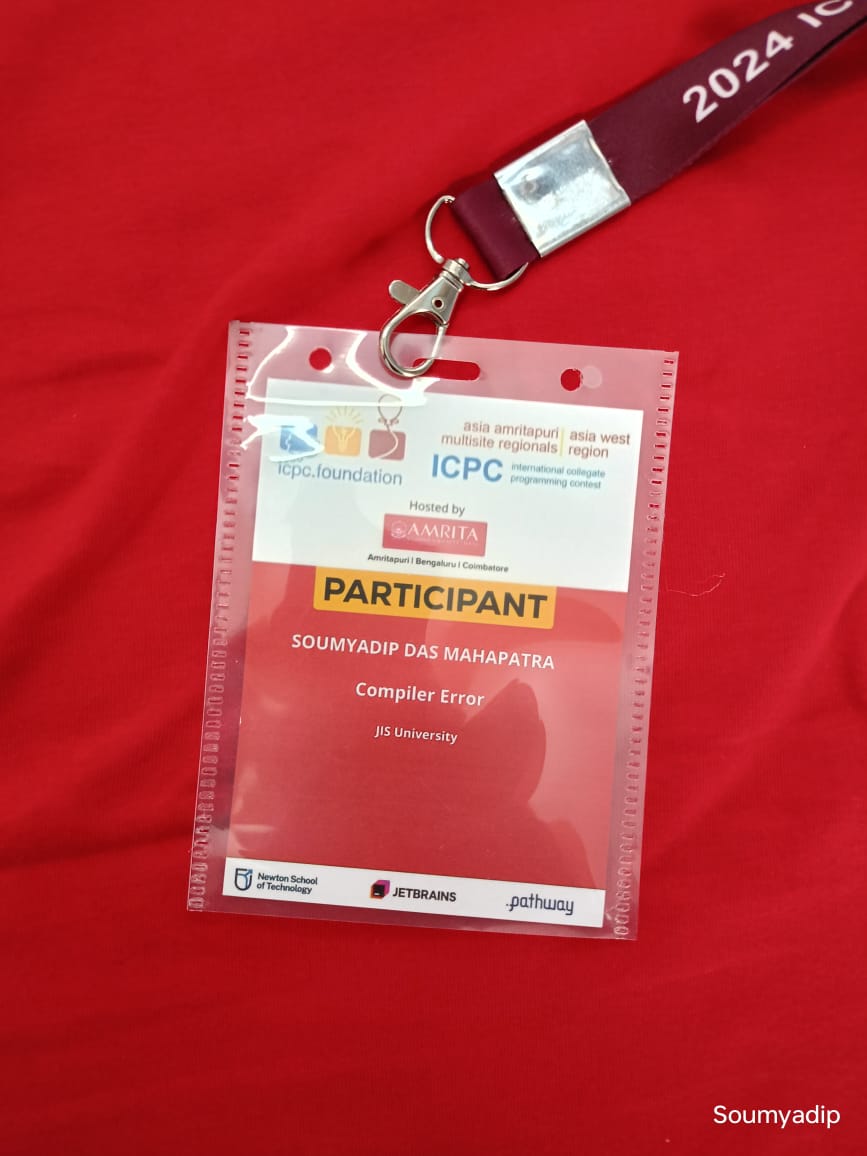 2024 IC
icpc.foundation
asia amritapuri
multisite regionals
asia west
region
ICPC
international collegate
programming contest
Hosted by
AMRITA
Amritapuri | Bengaluru | Coimbatore
PARTICIPANT
SOUMYADIP DAS MAHAPATRA
Compiler Error
JIS University
Newton School
of Technology
JETBRAINS
.pathway
Soumyadip